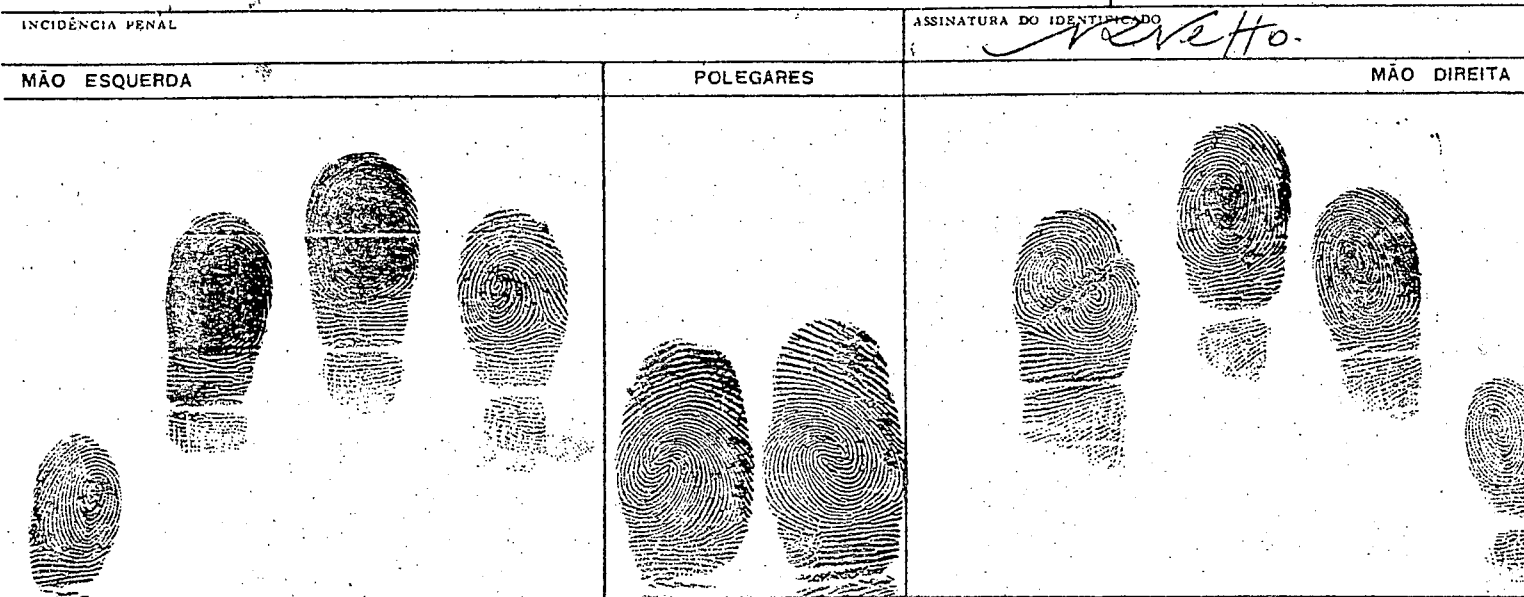 INCIDÊNCIA PENAL
ASSINATURA DO IDENTIFICADO
MÃO ESQUERDA
POLEGARES
MÃO DIREITA